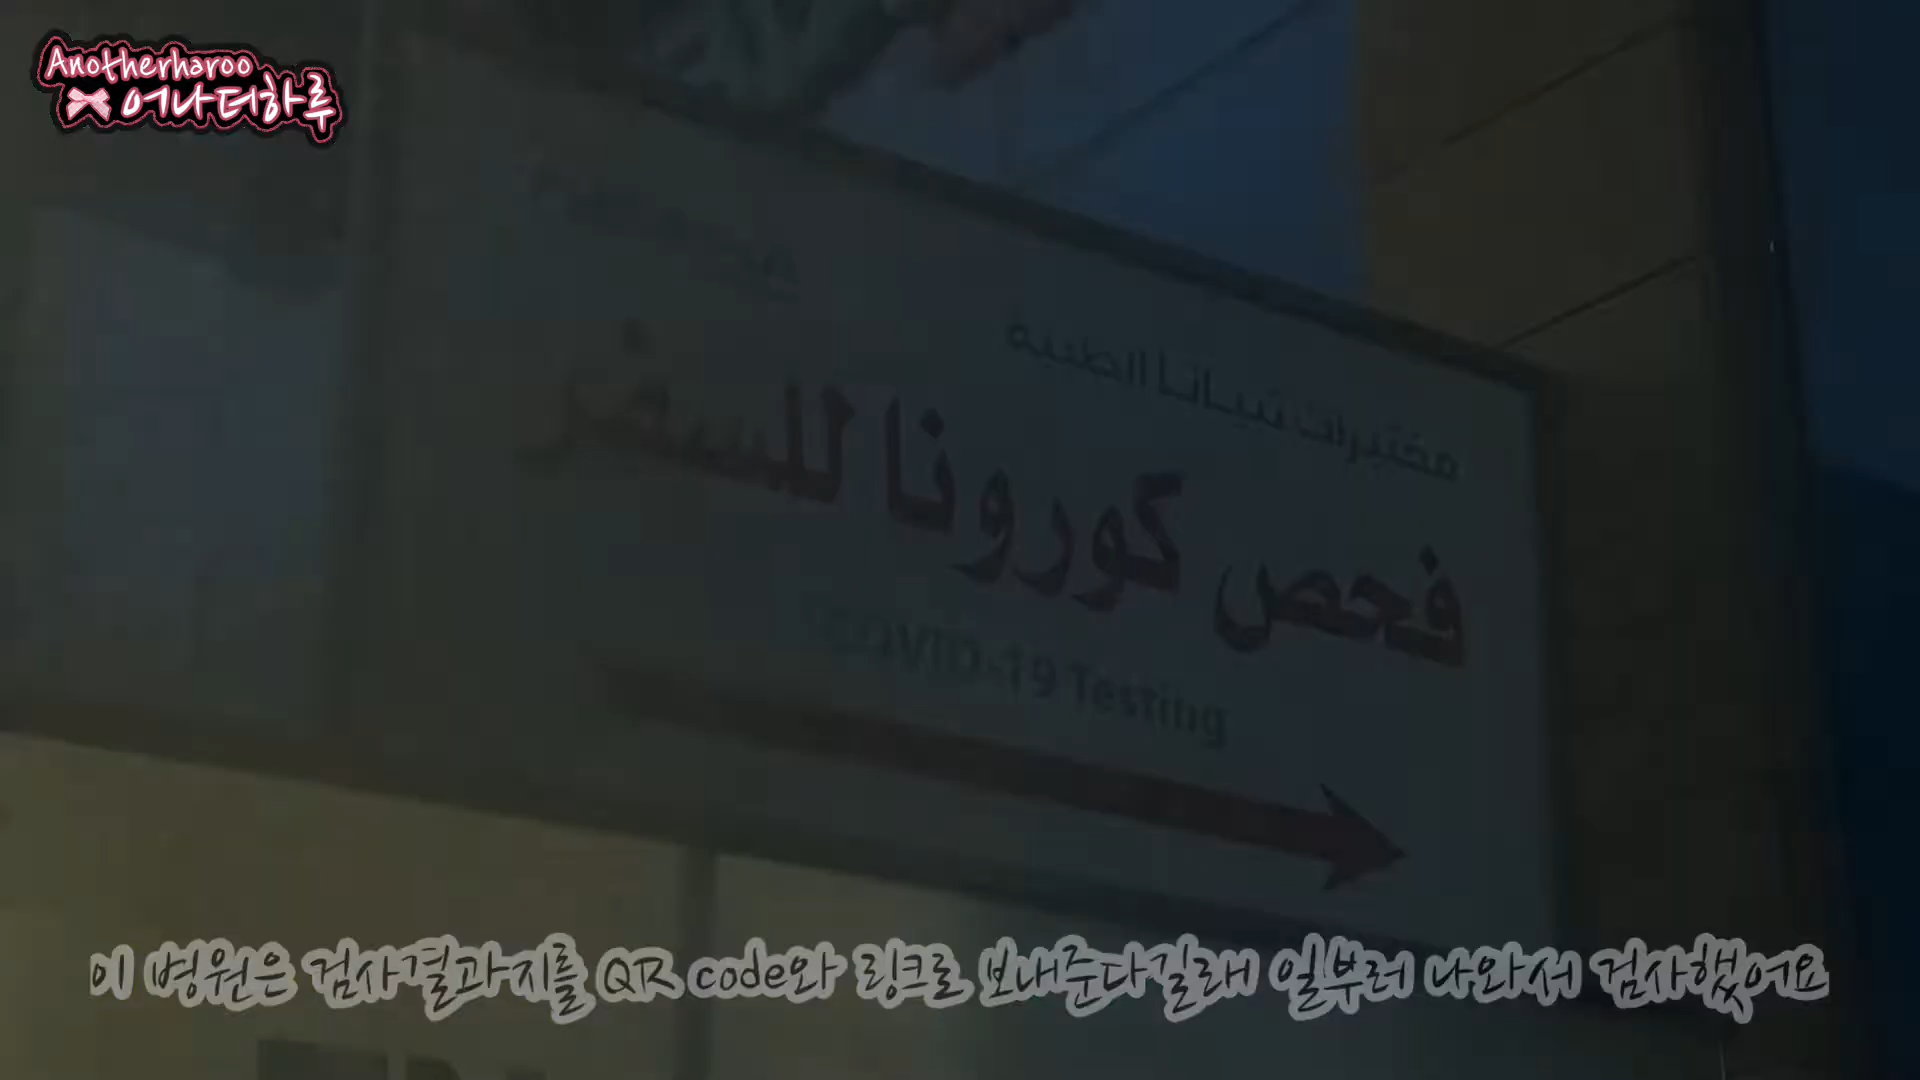 Anotherharoo
어나더하루
مختبرات تبيانا الطبية
فحص كورونا للسفر
COVID-19 Testing
이 병원은 검사결과지를 QR code와 링크로 보내준다길래 일부러 나와서 검사했어요